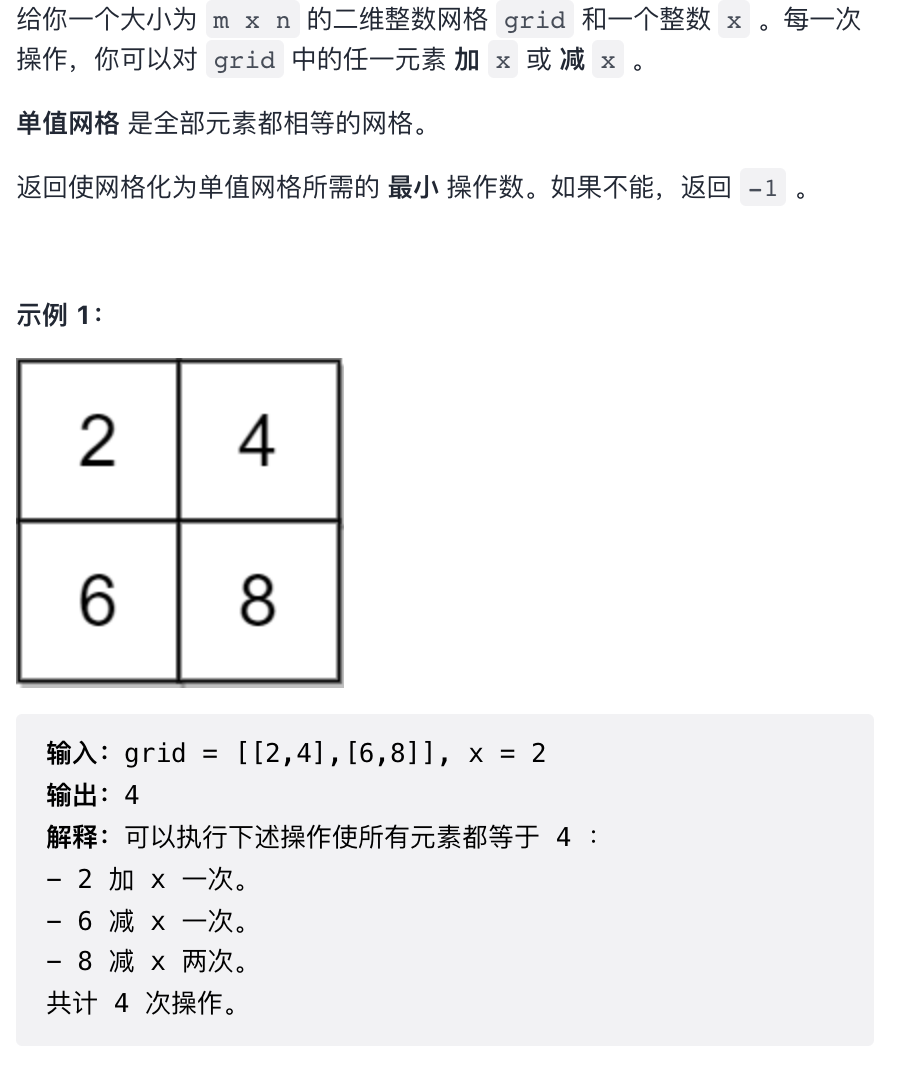 给你一个大小为 m x n 的二维整数网格 grid 和一个整数 x 。每一次
操作，你可以对 grid 中的任一元素 加 x 或 减 x 。
单值网格 是全部元素都相等的网格。
返回使网格化为单值网格所需的 最小 操作数。如果不能，返回 -1 。
示例 1：
2 4
6 8
输入：grid = [[2,4],[6,8]], x = 2
输出：4
解释：可以执行下述操作使所有元素都等于 4 ：
- 2 加 x 一次。
- 6 减 x 一次。
- 8 减 x 两次。
共计 4 次操作。